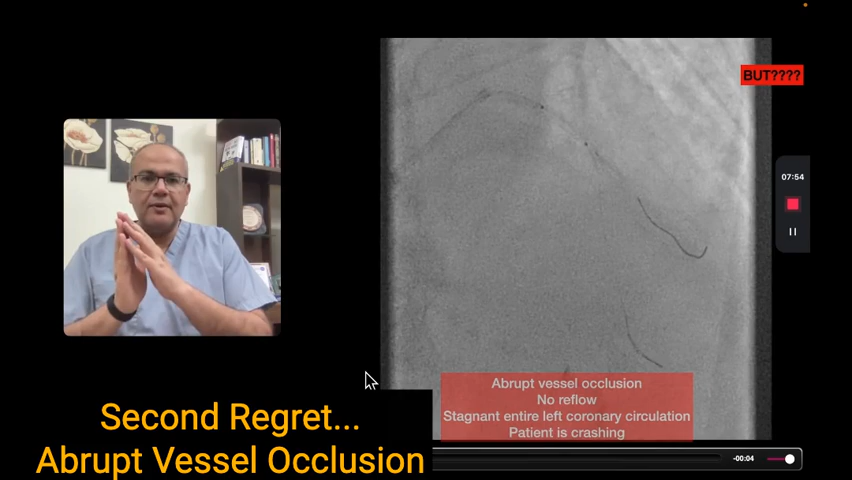 BUT????
07:54
Abrupt vessel occlusion
No reflow
Stagnant entire left coronary circulation
Patient is crashing
Second Regret...
Abrupt Vessel Occlusion
-00:04